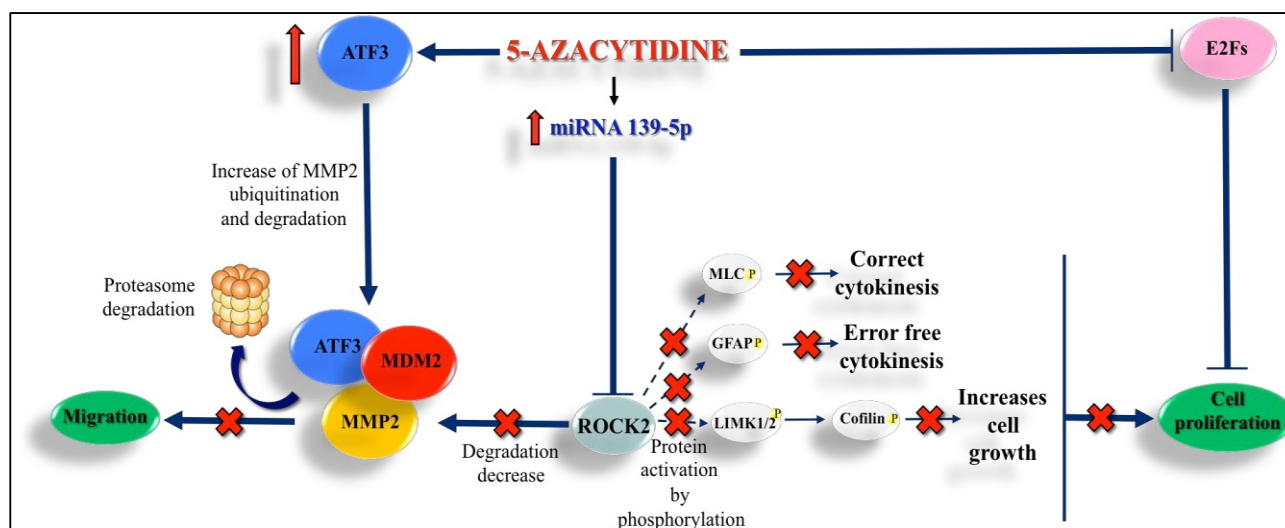 ATF3
5-AZACYTIDINE
E2Fs
miRNA 139-5p
Increase of MMP2
ubiquitination
and degradation
Proteasome
degradation
MLC P
Correct
cytokinesis
ATF3
MDM2
GFAP P
Error free
cytokinesis
Migration
MMP2
ROCK2
LIMK1/2 P
Cofilin P
Increases
cell
growth
Cell
proliferation
Degradation
decrease
Protein
activation
by
phosphorylation